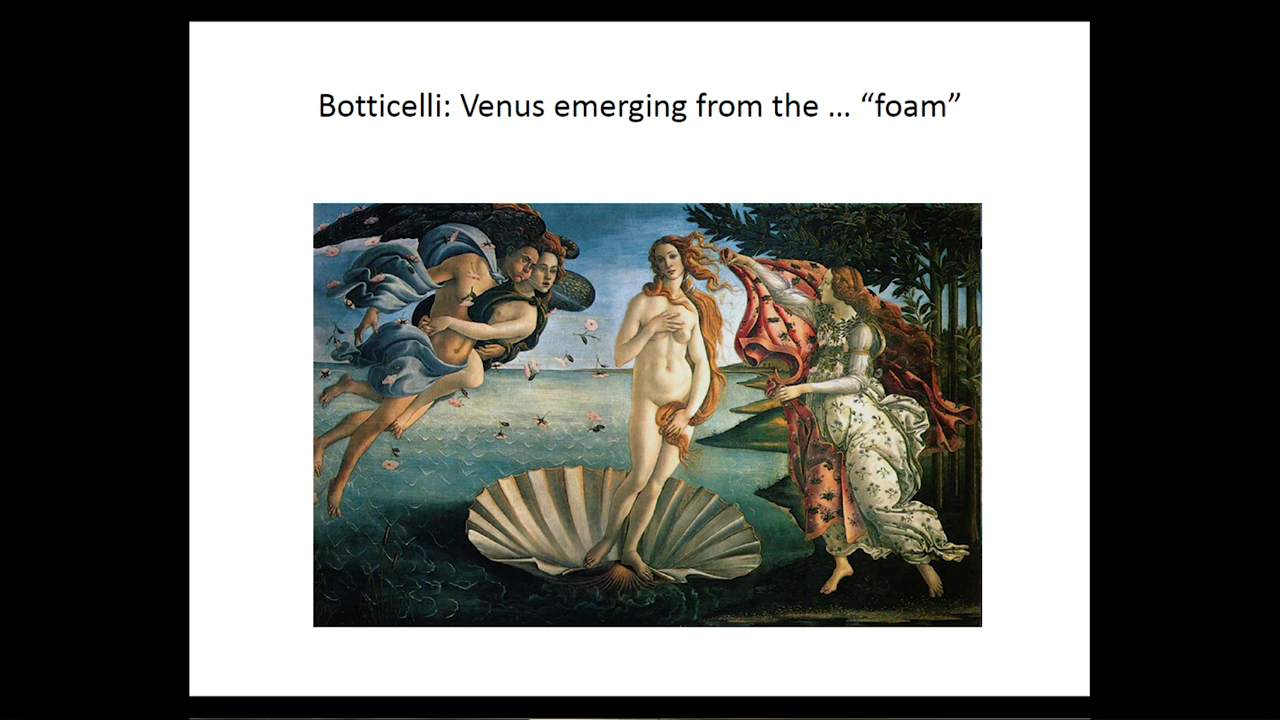 Botticelli: Venus emerging from the … “foam”